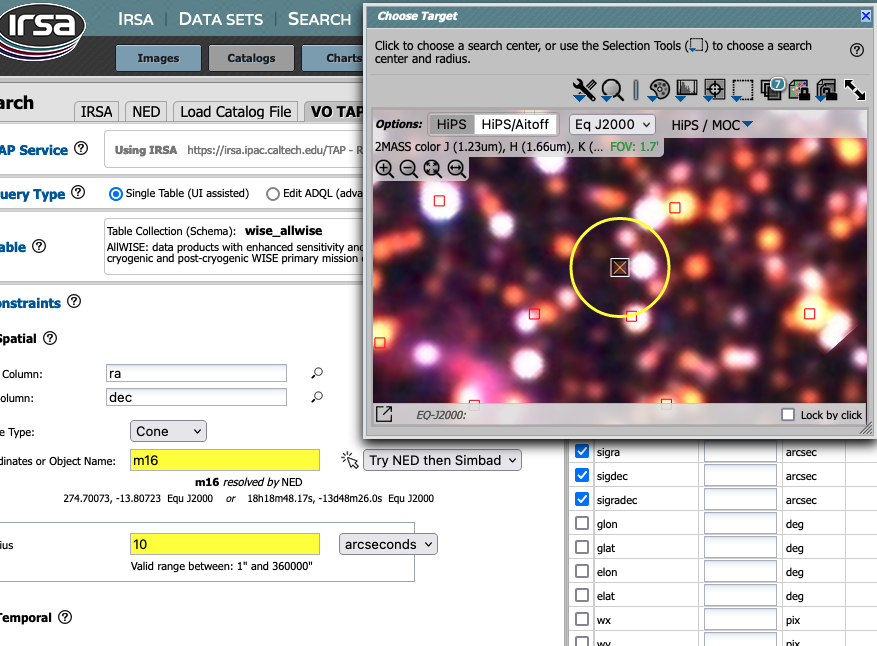 irsa
IRSA
DATA SETS
SEARCH
Images
Catalogs
Charts
arch
IRSA
NED
Load Catalog File
VO TAP
AP Service
Using IRSA https://irsa.ipac.caltech.edu/TAP - R
uery Type
Single Table (UI assisted)
Edit ADQL (adva
able
Table Collection (Schema): wise_allwise
AllWISE: data products with enhanced sensitivity and
cryogenic and post-cryogenic WISE primary mission
onstraints
Spatial
Column:
ra
olumn:
dec
e Type:
Cone
dinates or Object Name:
m16
Try NED then Simbad
m16 resolved by NED
274.70073, -13.80723 Equ J2000 or 18h18m48.17s, -13d48m26.0s Equ J2000
ius
10
arcseconds
Valid range between: 1" and 360000"
Temporal
Choose Target
Click to choose a search center, or use the Selection Tools ( ) to choose a search
center and radius.
7
Options:
HiPS
HiPS/Aitoff
Eq J2000
HiPS / MOC
2MASS color J (1.23um), H (1.66um), K (... FOV: 1.7'
EQ-J2000:
Lock by click
sigra
arcsec
sigdec
arcsec
sigradec
arcsec
glon
deg
glat
deg
elon
deg
elat
deg
wx
pix
wy
pix